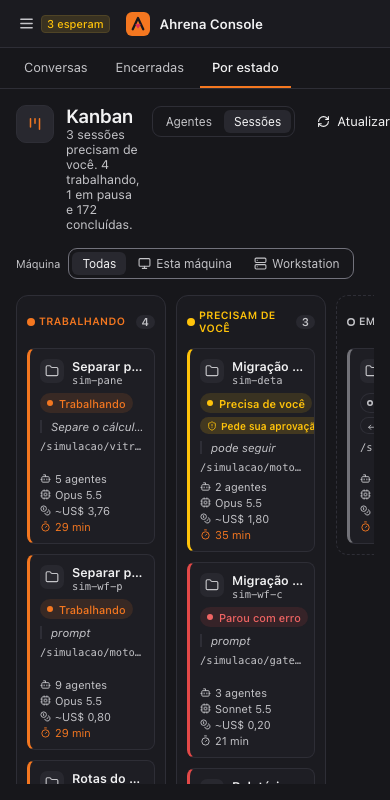 3 esperam
Ahrena Console
Conversas
Encerradas
Por estado
Kanban
3 sessões
precisam de
você. 4
trabalhando,
1 em pausa
e 172
concluídas.
Agentes
Sessões
Atualizar
Máquina
Todas
Esta máquina
Workstation
TRABALHANDO
4
Separar p...
sim-pane
Trabalhando
Separe o cálcul...
/simulacao/vitr…
5 agentes
Opus 5.5
~US$ 3,76
29 min
Separar p...
sim-wf-p
Trabalhando
prompt
/simulacao/moto…
9 agentes
Opus 5.5
~US$ 0,80
29 min
Rotas do ...
PRECISAM DE
VOCÊ
3
Migração ...
sim-deta
Precisa de você
Pede sua aprovaçã
pode seguir
/simulacao/moto…
2 agentes
Opus 5.5
~US$ 1,80
35 min
Migração ...
sim-wf-c
Parou com erro
prompt
/simulacao/gate…
3 agentes
Sonnet 5.5
~US$ 0,20
21 min
EM
/s